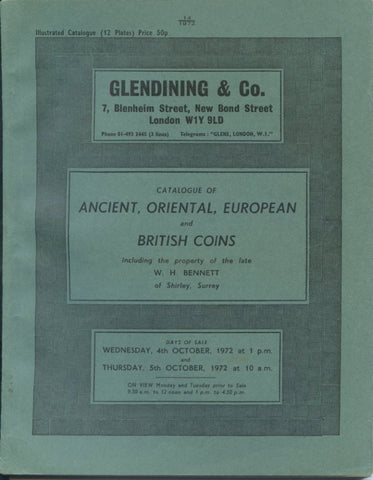 14
1972
Illustrated Catalogue (12 Plates) Price 50p
GLENDINING & Co.
7, Blenheim Street, New Bond Street
London W1Y 9LD
Phone 01-493 2445 (3 lines) Telegrams: "GLENS, LONDON, W.1."
CATALOGUE OF
ANCIENT, ORIENTAL, EUROPEAN
and
BRITISH COINS
including the property of the late
W. H. BENNETT
of Shirley, Surrey
DAYS OF SALE
WEDNESDAY, 4th OCTOBER, 1972 at 1 p.m.
and
THURSDAY, 5th OCTOBER, 1972 at 10 a.m.
ON VIEW Monday and Tuesday prior to Sale
9.30 a.m. to 12 noon and 1 p.m. to 4.30 p.m.